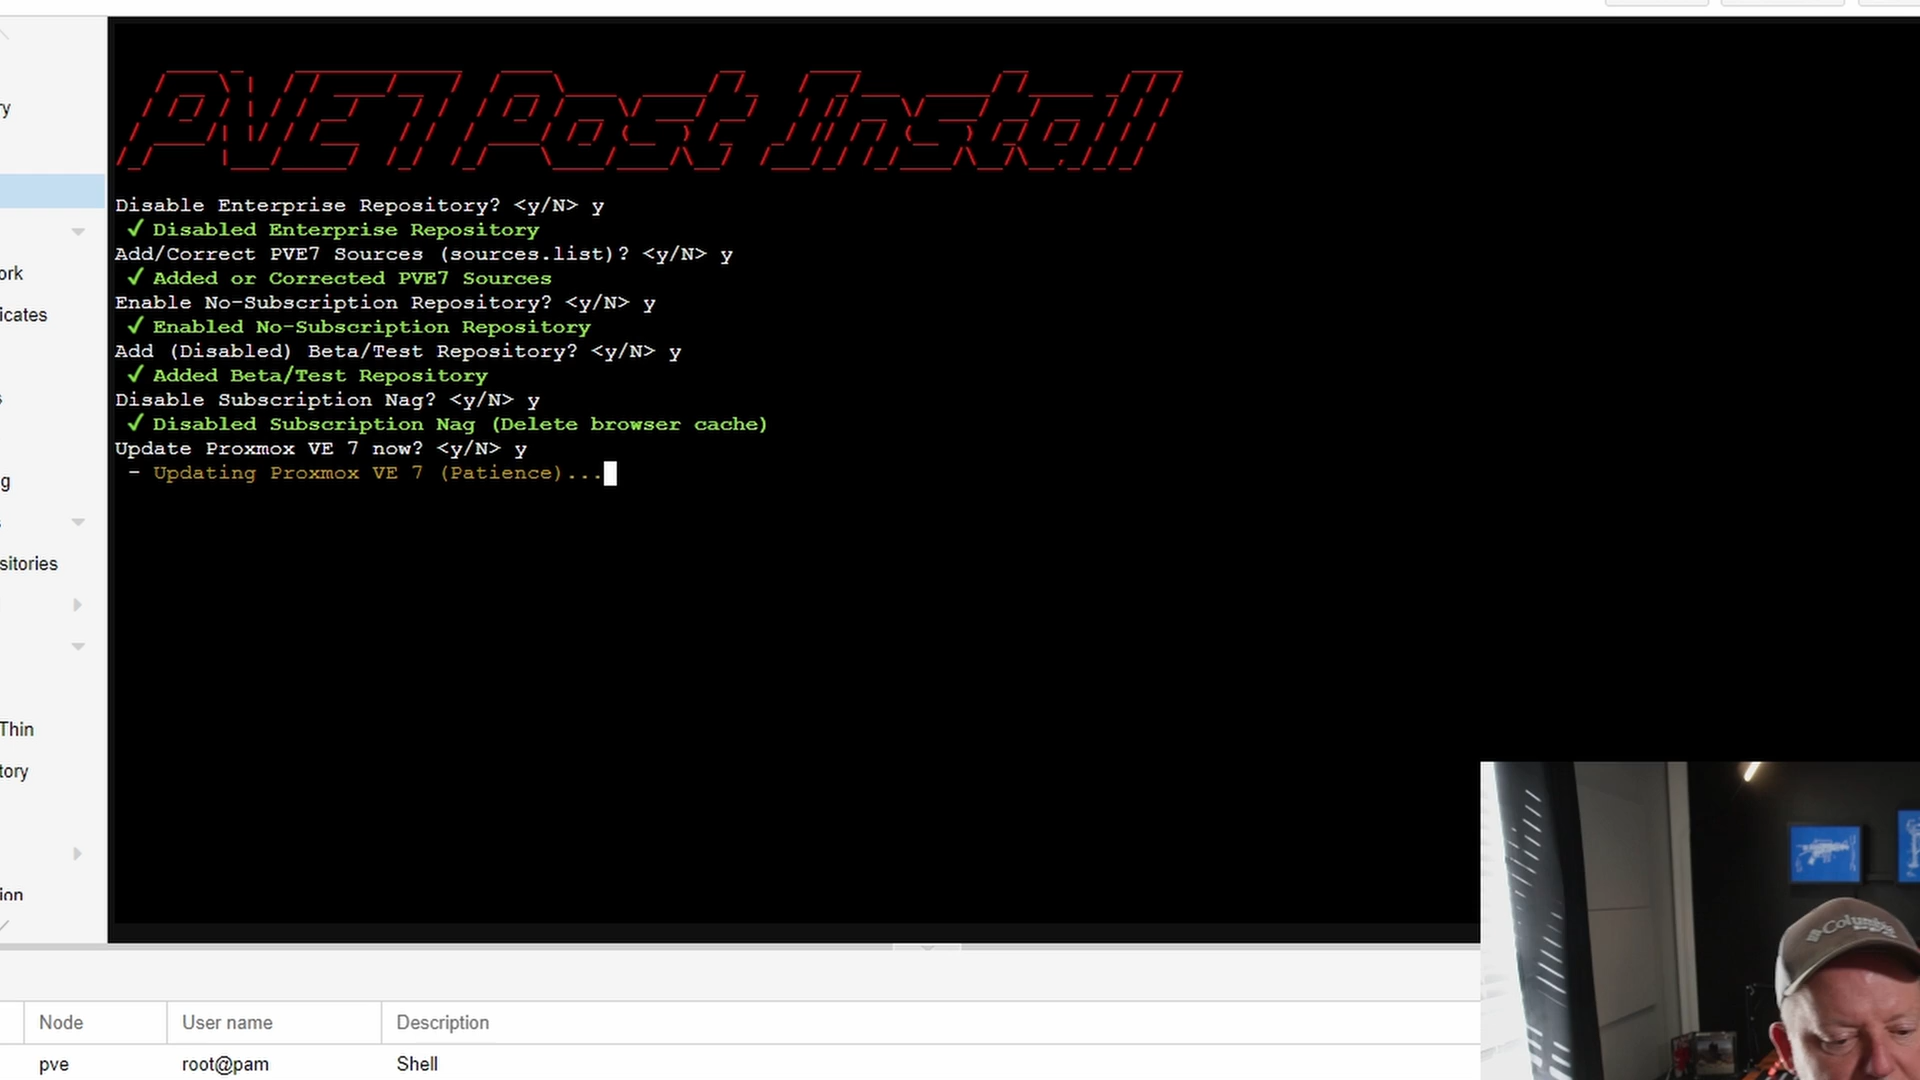 PVE7 Post Install
ry
Disable Enterprise Repository? <y/N> y
✓ Disabled Enterprise Repository
Add/Correct PVE7 Sources (sources.list)? <y/N> y
ork
✓ Added or Corrected PVE7 Sources
Enable No-Subscription Repository? <y/N> y
icates
✓ Enabled No-Subscription Repository
Add (Disabled) Beta/Test Repository? <y/N> y
✓ Added Beta/Test Repository
Disable Subscription Nag? <y/N> y
✓ Disabled Subscription Nag (Delete browser cache)
Update Proxmox VE 7 now? <y/N> y
- Updating Proxmox VE 7 (Patience)...
g
sitories
Thin
tory
ion
Columbia
Node User name Description
pve root@pam Shell